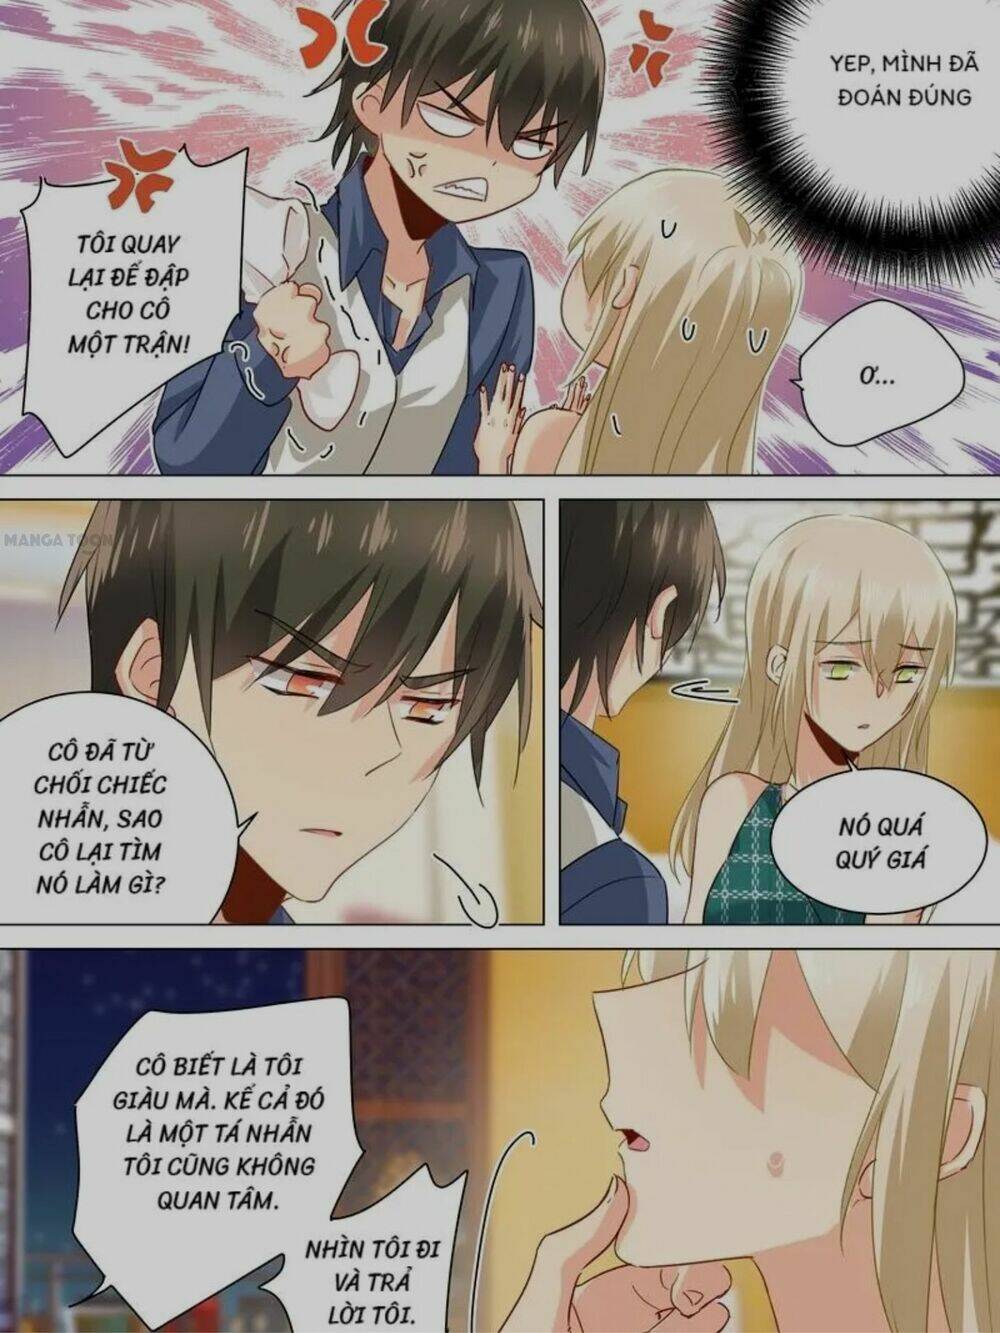 YEP, MÌNH ĐÃ
ĐOÁN ĐÚNG
TÔI QUAY
LẠI ĐỂ ĐẬP
CHO CÔ
MỘT TRẬN!
Ơ...
MANGA TOON
CÔ ĐÃ TỪ
CHỐI CHIẾC
NHẪN, SAO
CÔ LẠI TÌM
NÓ LÀM GÌ?
NÓ QUÁ
QUÝ GIÁ
CÔ BIẾT LÀ TÔI
GIÀU MÀ. KỂ CẢ ĐÓ
LÀ MỘT TÁ NHẪN
TÔI CŨNG KHÔNG
QUAN TÂM.
NHÌN TÔI ĐI
VÀ TRẢ
LỜI TÔI.